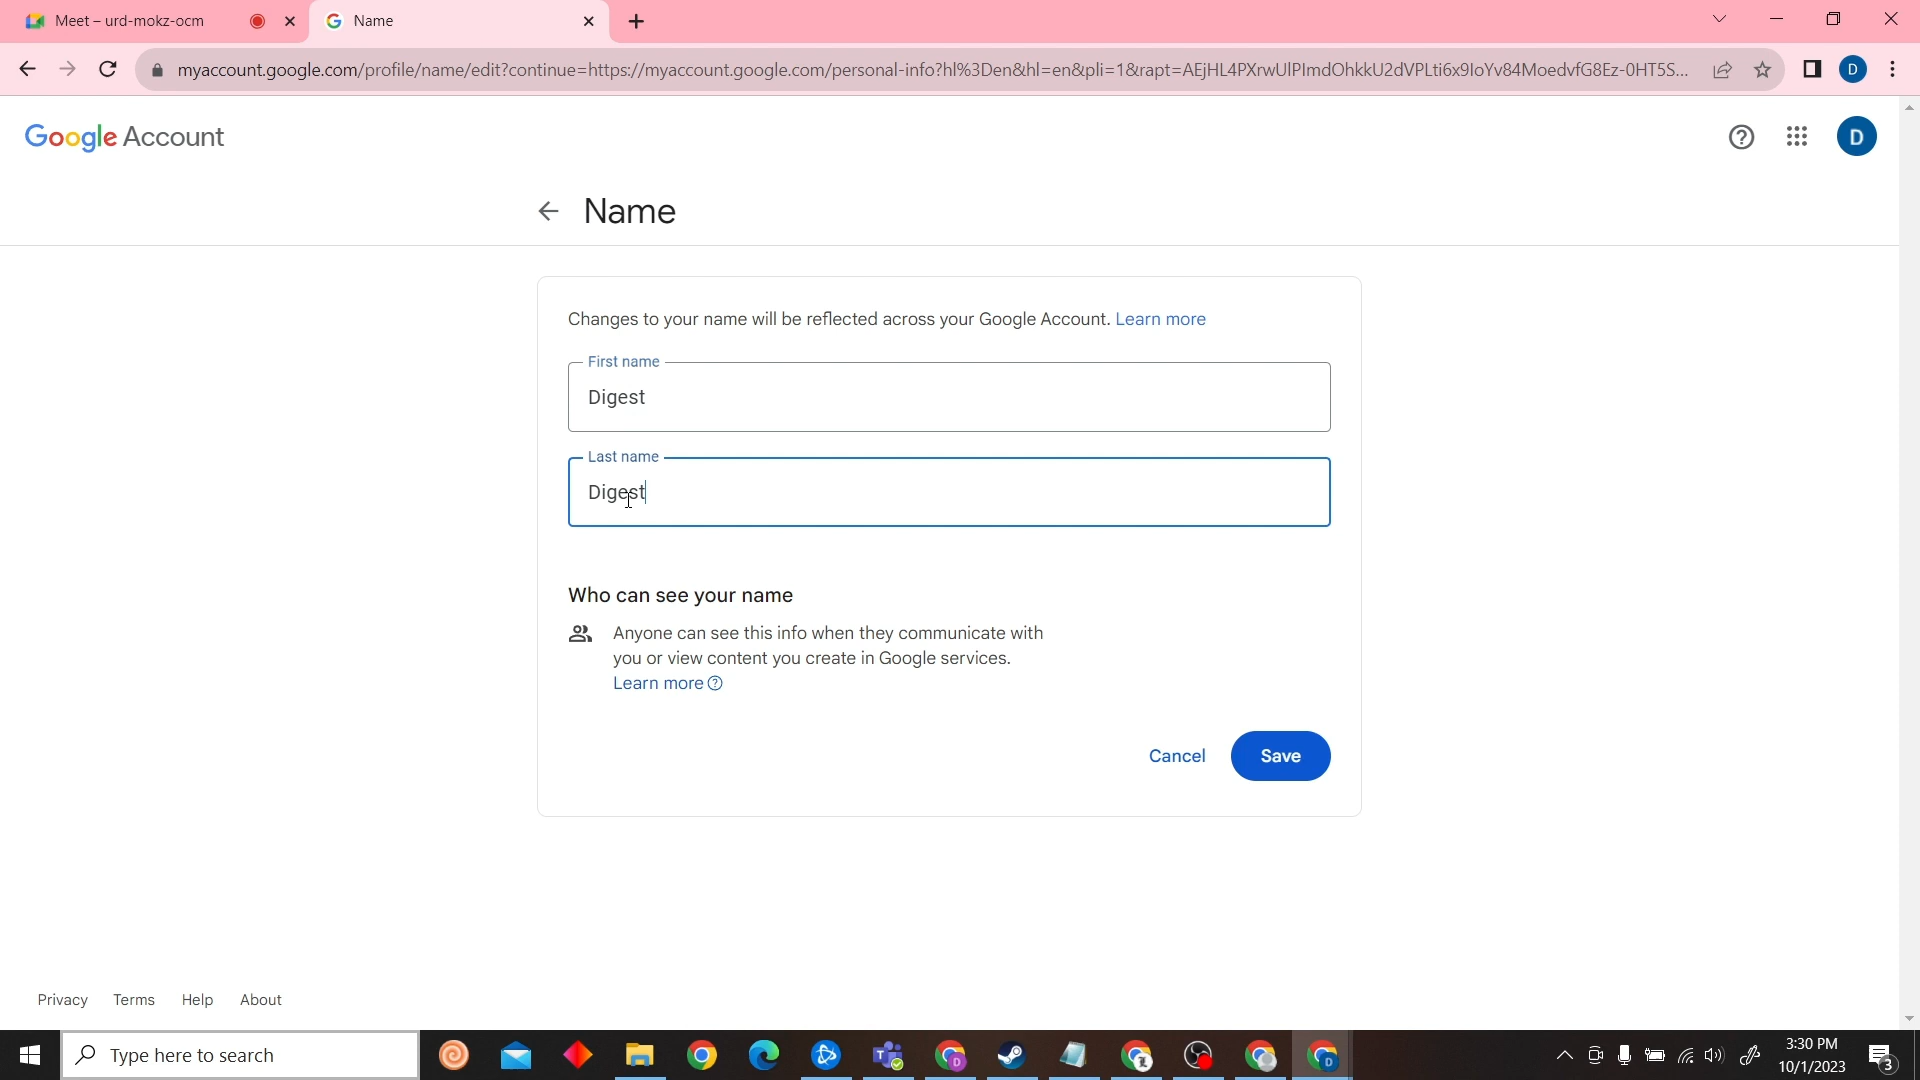 Meet – urd-mokz-ocm
Name
myaccount.google.com/profile/name/edit?continue=https://myaccount.google.com/personal-info?hl%3Den&hl=en&pli=1&rapt=AEjHL4PXrwUlPImdOhkkU2dVPLti6x9IoYv84MoedvfG8Ez-0HT5S...
D
Google Account
D
Name
Changes to your name will be reflected across your Google Account. Learn more
First name
Digest
Last name
Digest
Who can see your name
Anyone can see this info when they communicate with
you or view content you create in Google services.
Learn more
Cancel
Save
Privacy
Terms
Help
About
Type here to search
3:30 PM
10/1/2023
3